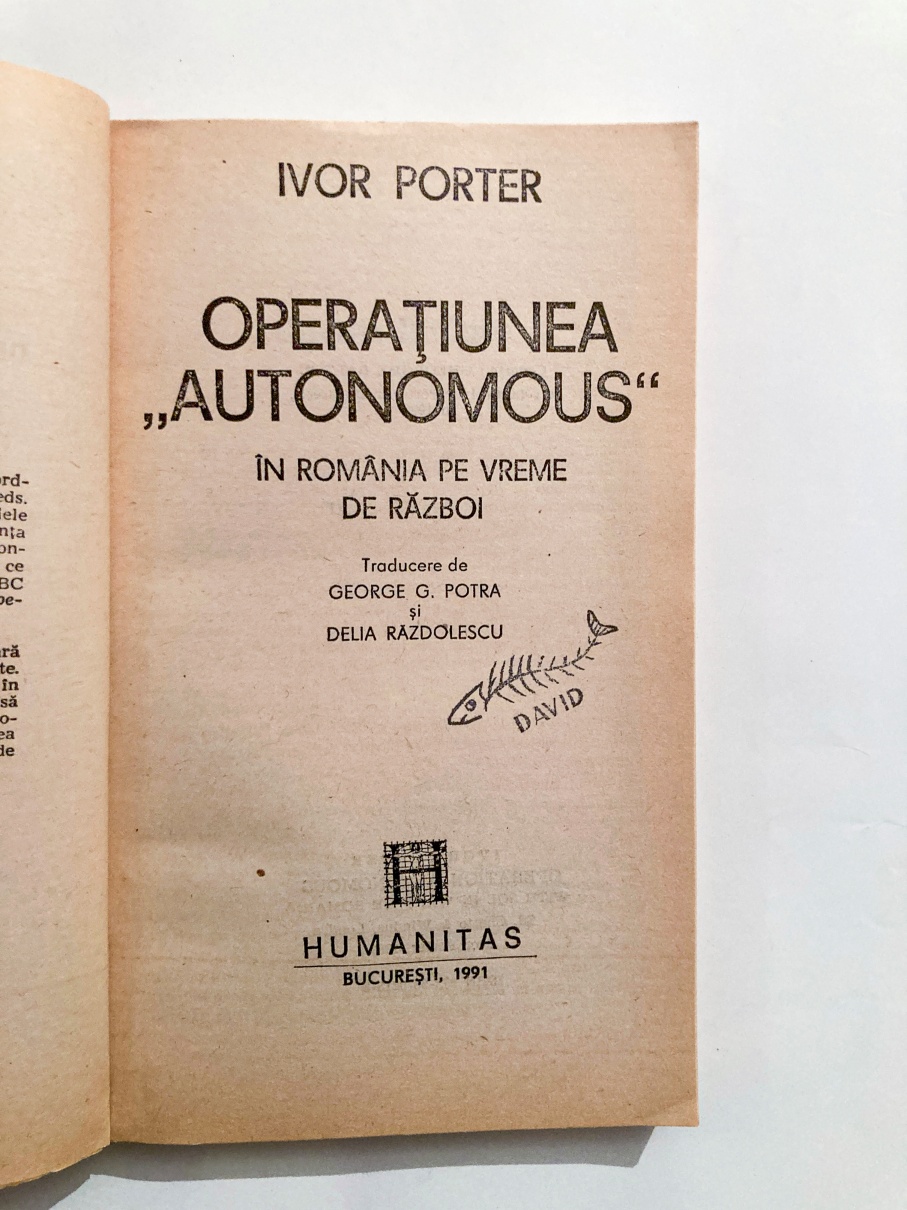 IVOR PORTER
OPERAŢIUNEA
„AUTONOMOUS“
ÎN ROMÂNIA PE VREME
DE RĂZBOI
Traducere de
GEORGE G. POTRA
şi
DELIA RĂZDOLESCU
DAVID
H
HUMANITAS
BUCUREŞTI, 1991